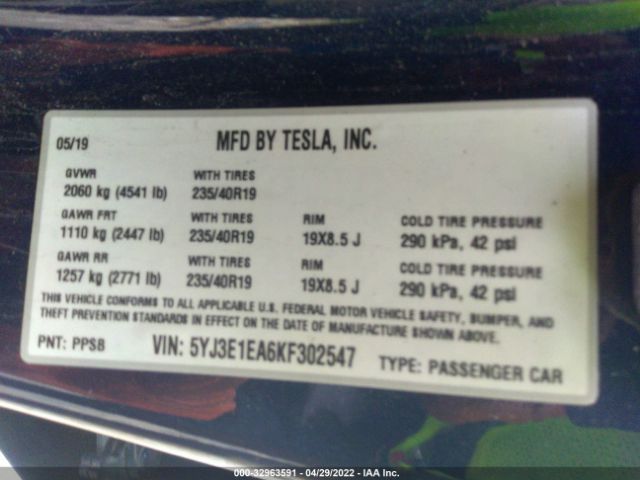 05/19 MFD BY TESLA, INC.
GVWR WITH TIRES
2060 kg (4541 lb) 235/40R19
GAWR FRT WITH TIRES RIM COLD TIRE PRESSURE
1110 kg (2447 lb) 235/40R19 19X8.5 J 290 kPa, 42 psi
GAWR RR WITH TIRES RIM COLD TIRE PRESSURE
1257 kg (2771 lb) 235/40R19 19X8.5 J 290 kPa, 42 psi
THIS VEHICLE CONFORMS TO ALL APPLICABLE U.S. FEDERAL MOTOR VEHICLE SAFETY, BUMPER, AND
THEFT PREVENTION STANDARDS IN EFFECT ON THE DATE OF MANUFACTURE SHOWN ABOVE.
PNT: PPSB VIN: 5YJ3E1EA6KF302547 TYPE: PASSENGER CAR
000-32963591 - 04/29/2022 - IAA Inc.